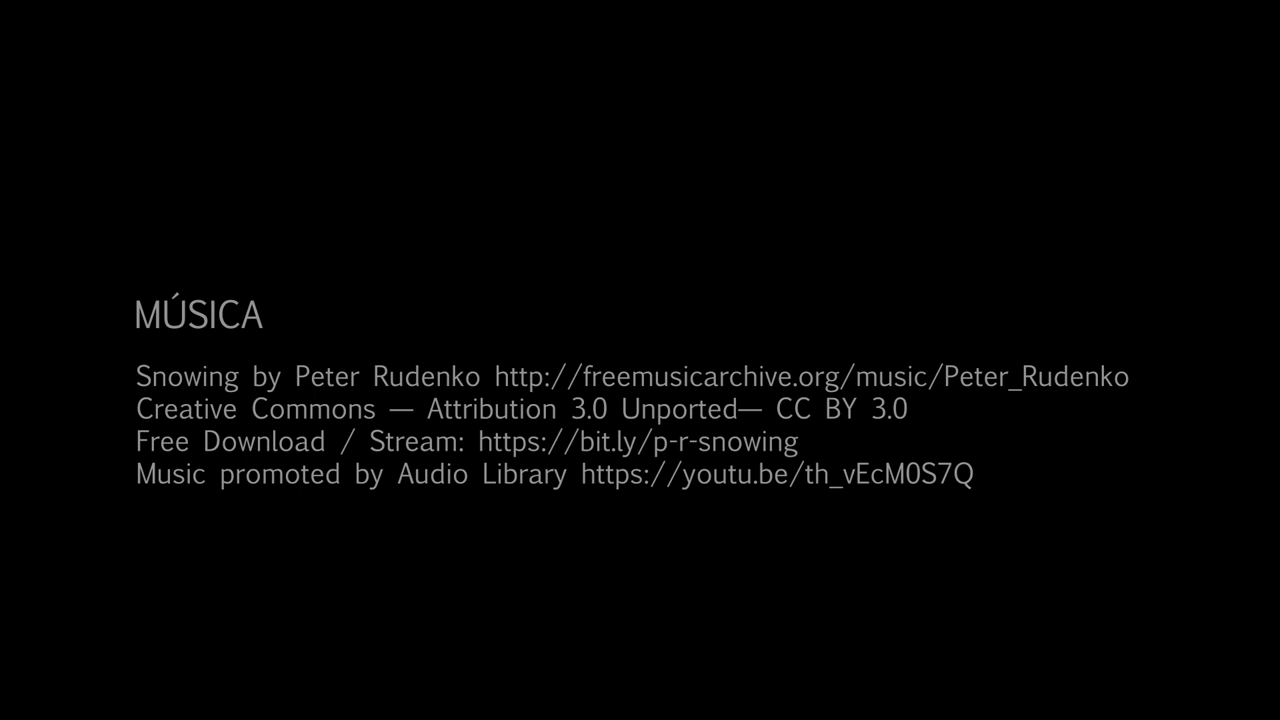 MÚSICA
Snowing by Peter Rudenko http://freemusicarchive.org/music/Peter_Rudenko
Creative Commons — Attribution 3.0 Unported— CC BY 3.0
Free Download / Stream: https://bit.ly/p-r-snowing
Music promoted by Audio Library https://youtu.be/th_vEcM0S7Q